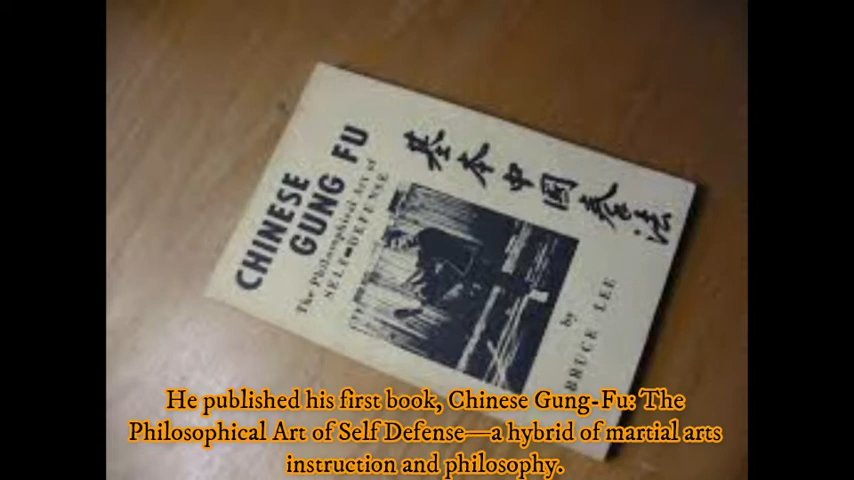 CHINESE
GUNG FU
The Philosophical Art of
SELF-DEFENSE
基本中國拳法
by
BRUCE LEE
He published his first book, Chinese Gung-Fu: The
Philosophical Art of Self Defense—a hybrid of martial arts
instruction and philosophy.